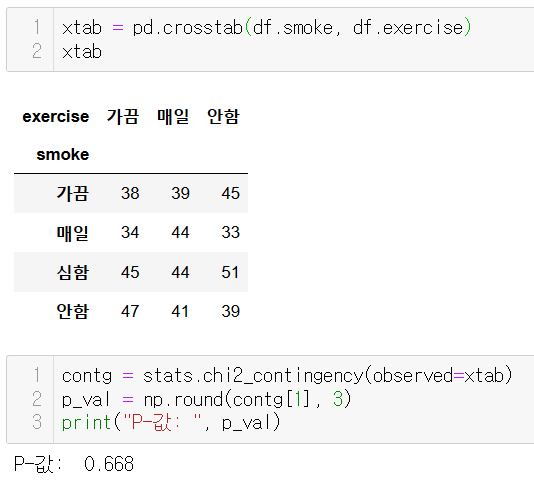 1 xtab = pd.crosstab(df.smoke, df.exercise)
2 xtab
exercise 가끔 매일 안함
smoke
가끔 38 39 45
매일 34 44 33
심함 45 44 51
안함 47 41 39
1 contg = stats.chi2_contingency(observed=xtab)
2 p_val = np.round(contg[1], 3)
3 print("P-값: ", p_val)
P-값:  0.668